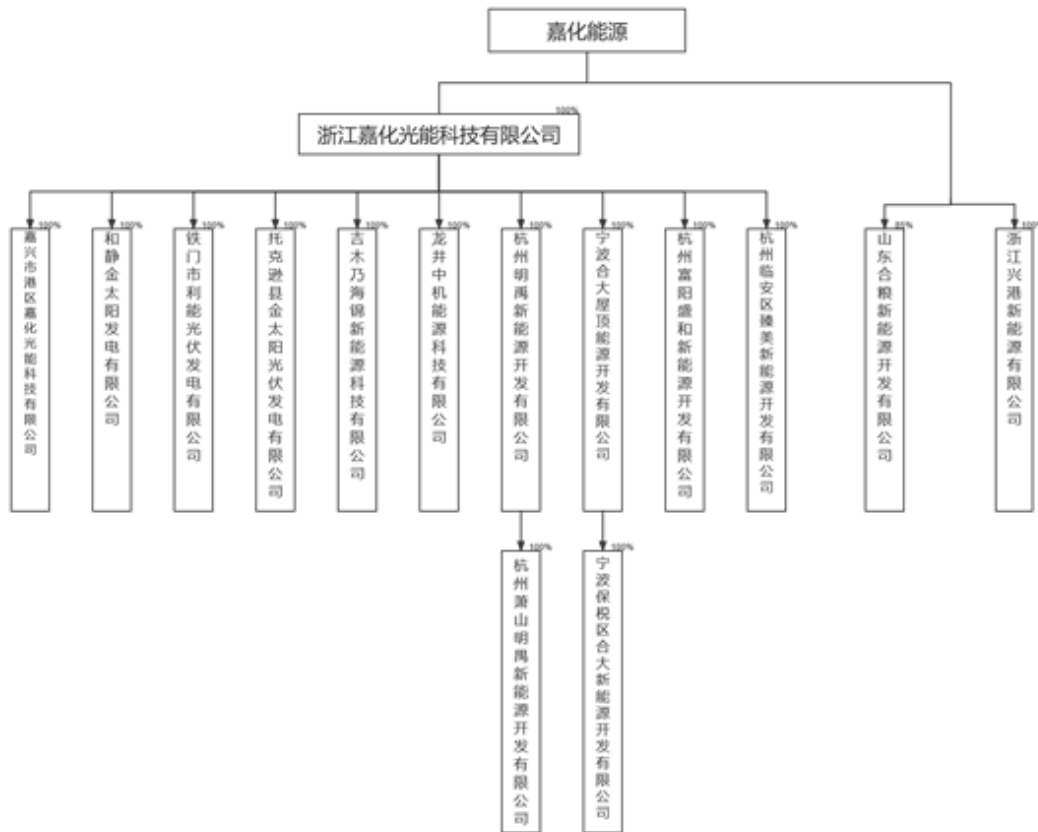 嘉化能源
100%
浙江嘉化光能科技有限公司
100%
嘉兴市港区嘉化光能科技有限公司
100%
和静金太阳发电有限公司
100%
铁门市利能光伏发电有限公司
100%
托克逊县金太阳光伏发电有限公司
100%
吉木乃海锦新能源科技有限公司
100%
龙井中机能源科技有限公司
100%
杭州明禹新能源开发有限公司
100%
宁波合大屋顶能源开发有限公司
100%
杭州富阳盛和新能源开发有限公司
100%
杭州临安区臻美新能源开发有限公司
85%
山东合粮新能源开发有限公司
100%
浙江兴港新能源有限公司
100%
杭州萧山明禺新能源开发有限公司
100%
宁波保税区合大新能源开发有限公司